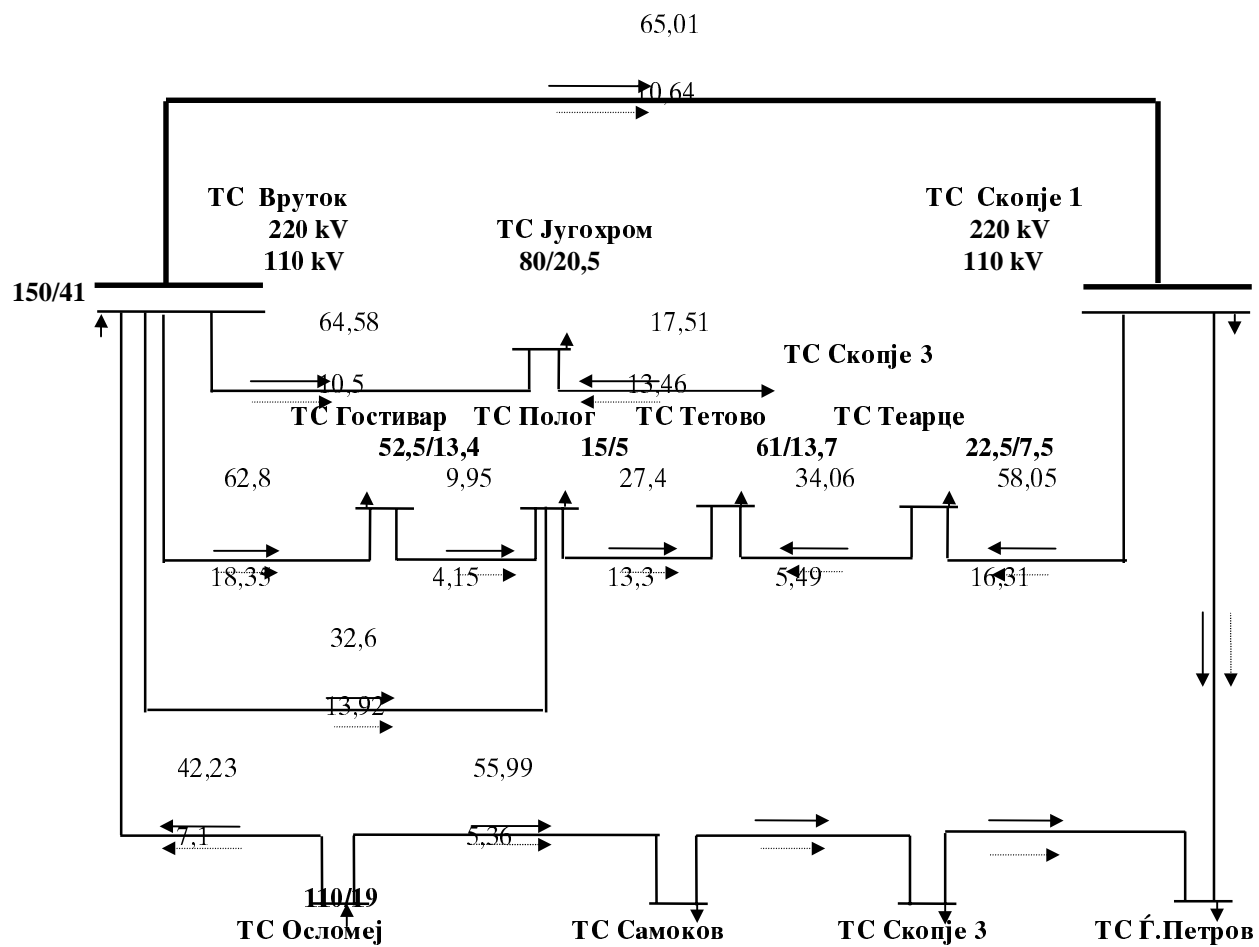 65,01
10,64
ТС Вруток
220 kV
110 kV
ТС Југохром
80/20,5
ТС Скопје 1
220 kV
110 kV
150/41
64,58
17,51
ТС Скопје 3
10,5
13,46
ТС Гостивар
ТС Полог
ТС Тетово
ТС Теарце
52,5/13,4
15/5
61/13,7
22,5/7,5
62,8
9,95
27,4
34,06
58,05
18,35
4,15
13,3
5,49
16,31
32,6
13,92
42,23
55,99
7,1
5,36
110/19
ТС Осломеј
ТС Самоков
ТС Скопје 3
ТС Ѓ.Петров